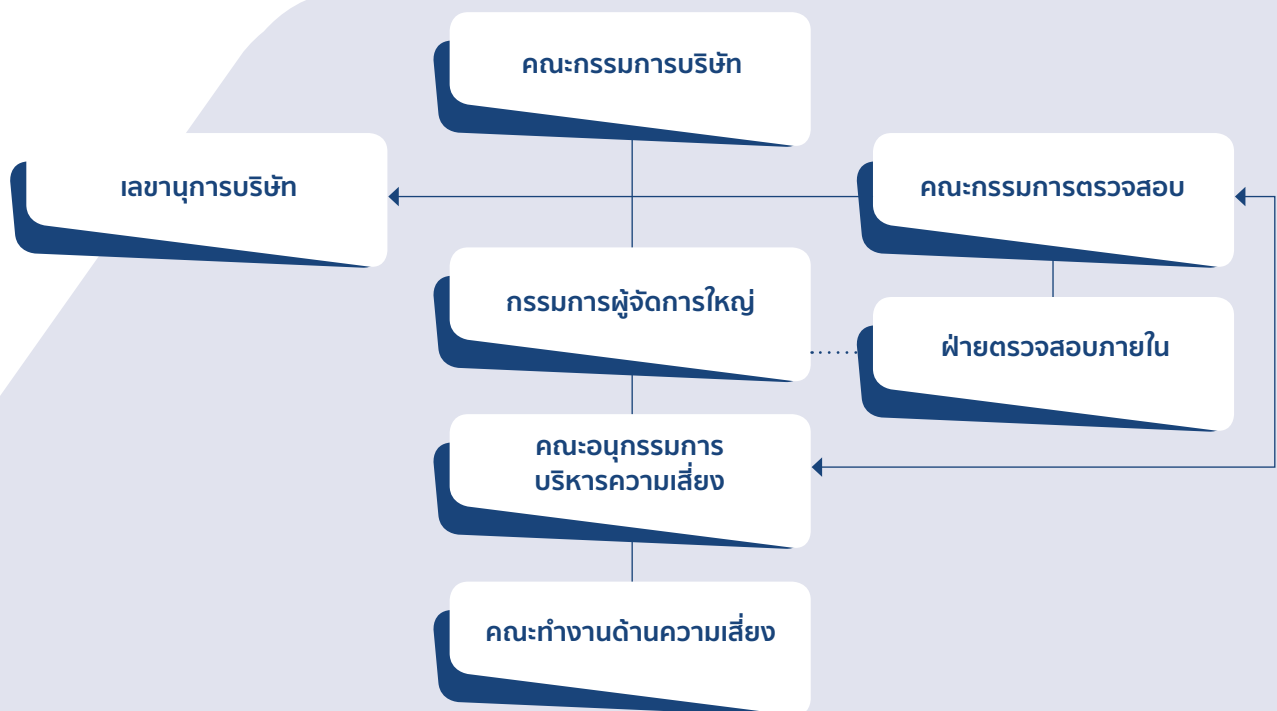 คณะกรรมการบริษัท
เลขานุการบริษัท
คณะกรรมการตรวจสอบ
กรรมการผู้จัดการใหญ่
ฝ่ายตรวจสอบภายใน
คณะอนุกรรมการ
บริหารความเสี่ยง
คณะทำงานด้านความเสี่ยง